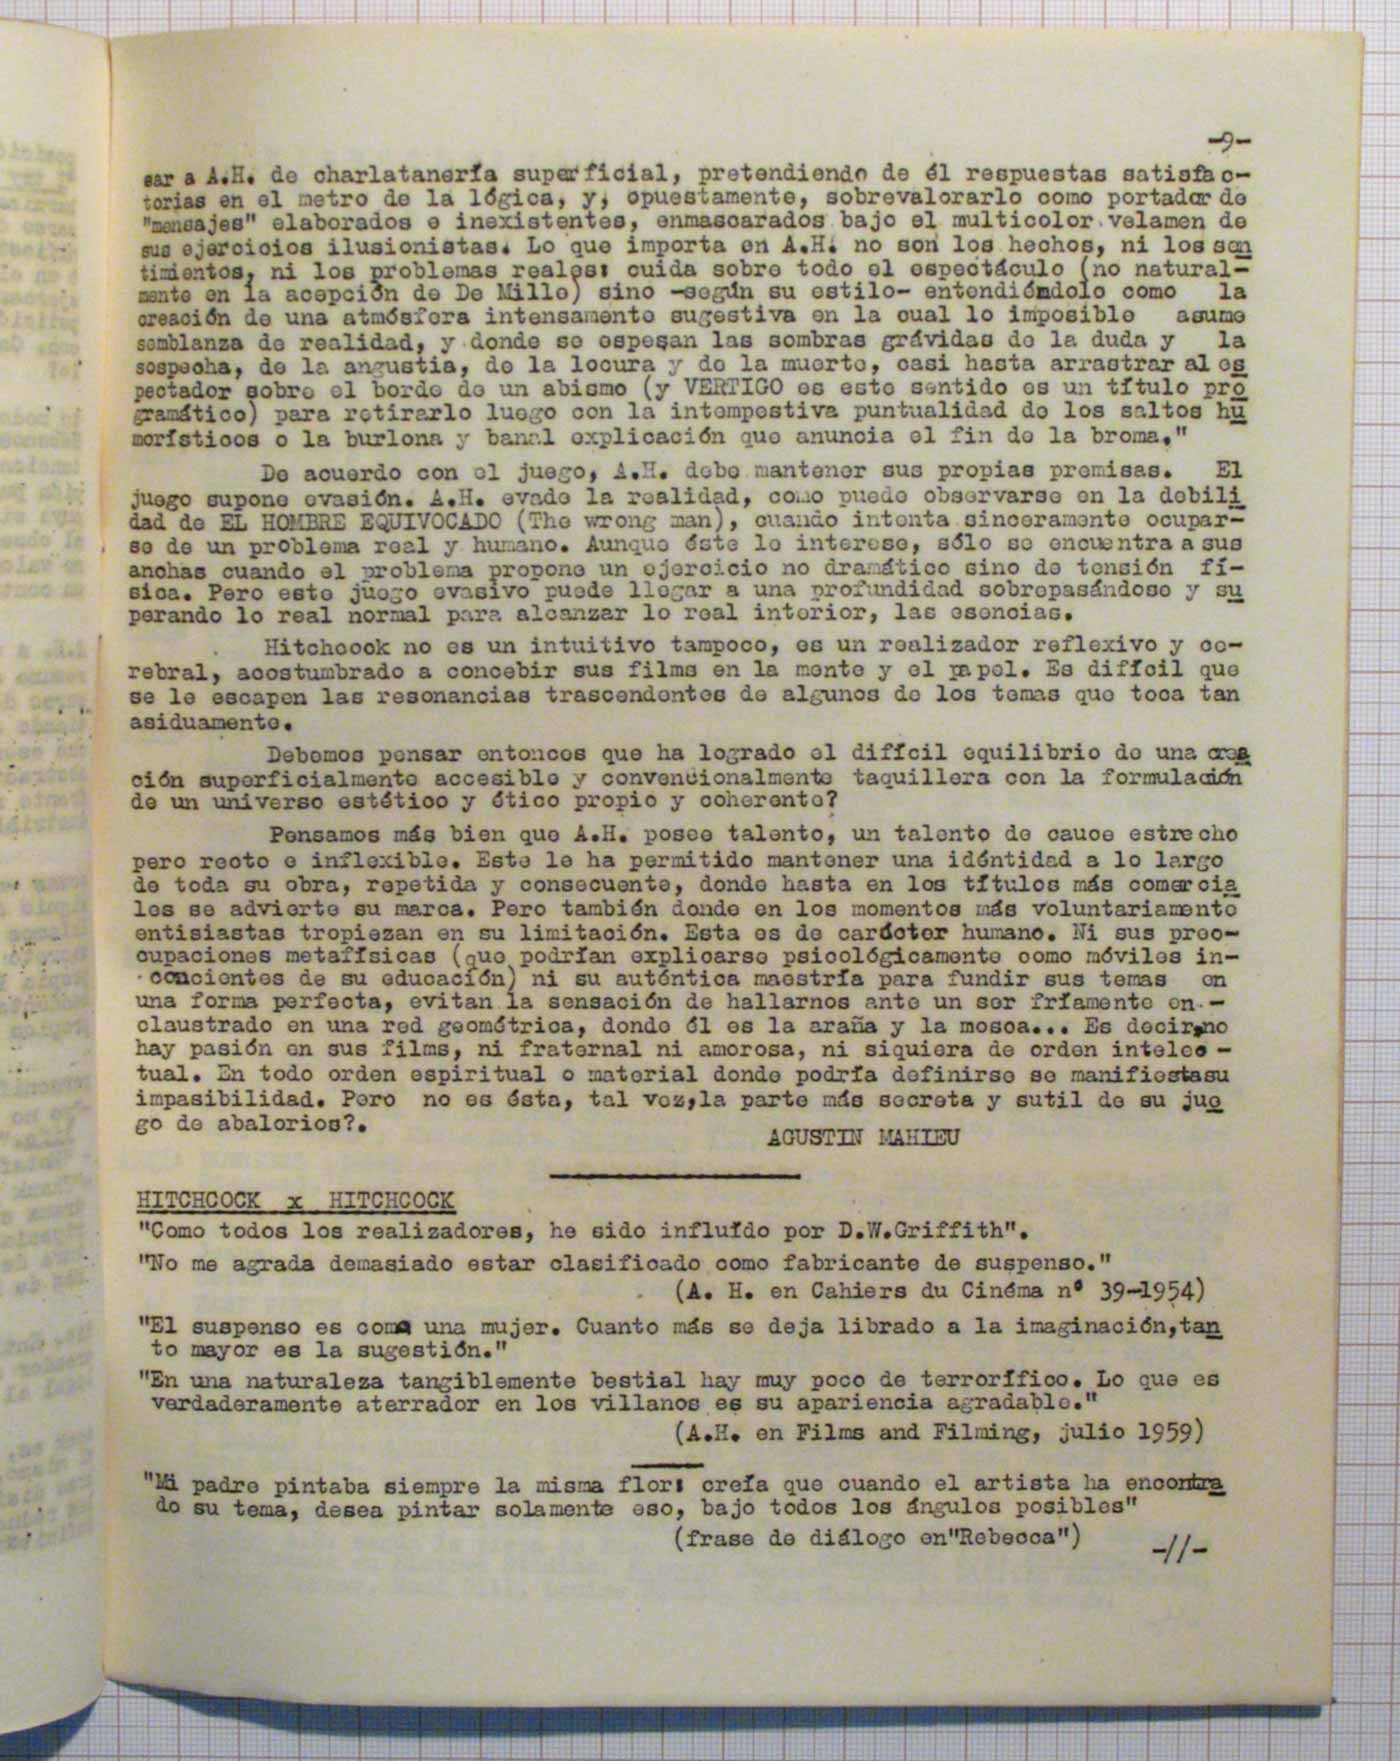 -9-
sar a A.H. de charlatanería superficial, pretendiendo de él respuestas satisfac-
torias en el metro de la lógica, y, opuestamente, sobrevalorarlo como portador de
"mensajes" elaborados e inexistentes, enmascarados bajo el multicolor velamen de
sus ejercicios ilusionistas. Lo que importa en A.H. no son los hechos, ni los sen
timientos, ni los problemas reales: cuida sobre todo el espectáculo (no natural-
mente en la acepción de De Mille) sino -según su estilo- entendiéndolo como la
creación de una atmósfera intensamente sugestiva en la cual lo imposible asume
semblanza de realidad, y donde se espesan las sombras grávidas de la duda y la
sospecha, de la angustia, de la locura y de la muerte, casi hasta arrastrar al es
pectador sobre el borde de un abismo (y VERTIGO es este sentido es un título pro
gramático) para retirarlo luego con la intempestiva puntualidad de los saltos hu
morísticos o la burlona y banal explicación que anuncia el fin de la broma."
De acuerdo con el juego, A.H. debe mantener sus propias premisas. El
juego supone evasión. A.H. evade la realidad, como puede observarse en la debili
dad de EL HOMBRE EQUIVOCADO (The wrong man), cuando intenta sinceramente ocupar-
se de un problema real y humano. Aunque éste le interese, sólo se encuentra a sus
anchas cuando el problema propone un ejercicio no dramático sino de tensión fí-
sica. Pero este juego evasivo puede llegar a una profundidad sobrepasándose y su
perando lo real normal para alcanzar lo real interior, las esencias.
Hitchcock no es un intuitivo tampoco, es un realizador reflexivo y ce-
rebral, acostumbrado a concebir sus films en la mente y el papel. Es difícil que
se le escapen las resonancias trascendentes de algunos de los temas que toca tan
asiduamente.
Debemos pensar entonces que ha logrado el difícil equilibrio de una crea
ción superficialmente accesible y convencionalmente taquillera con la formulación
de un universo estético y ético propio y coherente?
Pensamos más bien que A.H. posee talento, un talento de cauce estrecho
pero recto e inflexible. Este le ha permitido mantener una idéntidad a lo largo
de toda su obra, repetida y consecuente, donde hasta en los títulos más comercia
les se advierte su marca. Pero también donde en los momentos más voluntariamente
entisiastas tropiezan en su limitación. Esta es de carácter humano. Ni sus preo-
cupaciones metafísicas (que podrían explicarse psicológicamente como móviles in-
concientes de su educación) ni su auténtica maestría para fundir sus temas en
una forma perfecta, evitan la sensación de hallarnos ante un ser fríamente en-
claustrado en una red geométrica, donde él es la araña y la mosca... Es decir,no
hay pasión en sus films, ni fraternal ni amorosa, ni siquiera de orden intelec-
tual. En todo orden espiritual o material donde podría definirse se manifiesta su
impasibilidad. Pero no es ésta, tal vez,la parte más secreta y sutil de su jue
go de abalorios?.
AGUSTIN MAHIEU
HITCHCOCK x HITCHCOCK
"Como todos los realizadores, he sido influído por D.W.Griffith".
"No me agrada demasiado estar clasificado como fabricante de suspenso."
(A. H. en Cahiers du Cinéma n° 39-1954)
"El suspenso es como una mujer. Cuanto más se deja librado a la imaginación,tan
to mayor es la sugestión."
"En una naturaleza tangiblemente bestial hay muy poco de terrorífico. Lo que es
verdaderamente aterrador en los villanos es su apariencia agradable."
(A.H. en Films and Filming, julio 1959)
"Mi padre pintaba siempre la misma flor: creía que cuando el artista ha encontra
do su tema, desea pintar solamente eso, bajo todos los ángulos posibles"
(frase de diálogo en"Rebecca")
-//-